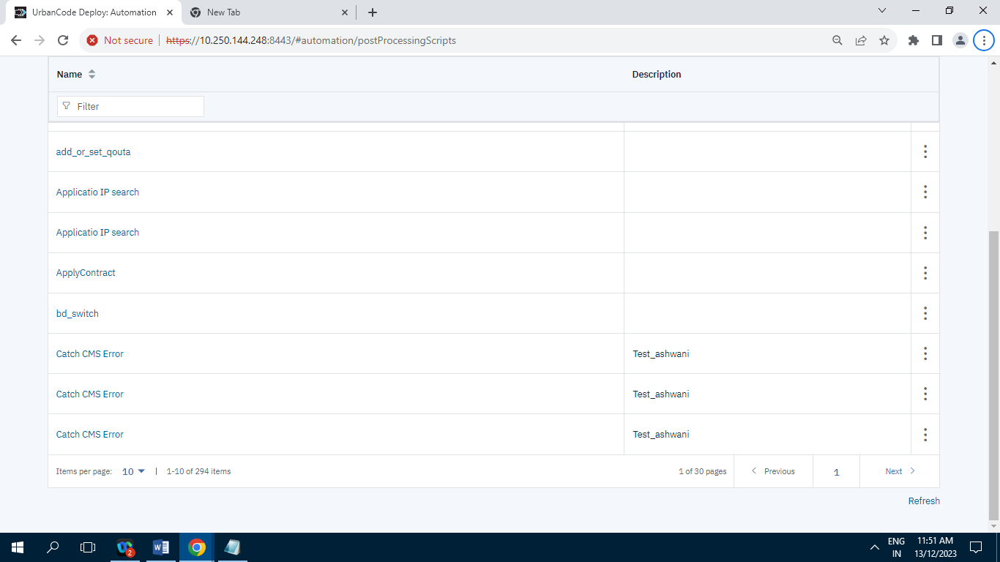 UrbanCode Deploy: Automation
New Tab
Not secure https://10.250.144.248:8443/#automation/postProcessingScripts
Name Description
Filter
add_or_set_qouta
Applicatio IP search
Applicatio IP search
ApplyContract
bd_switch
Catch CMS Error Test_ashwani
Catch CMS Error Test_ashwani
Catch CMS Error Test_ashwani
Items per page: 10 | 1-10 of 294 items 1 of 30 pages Previous 1 Next
Refresh
2
ENG
IN
11:51 AM
13/12/2023